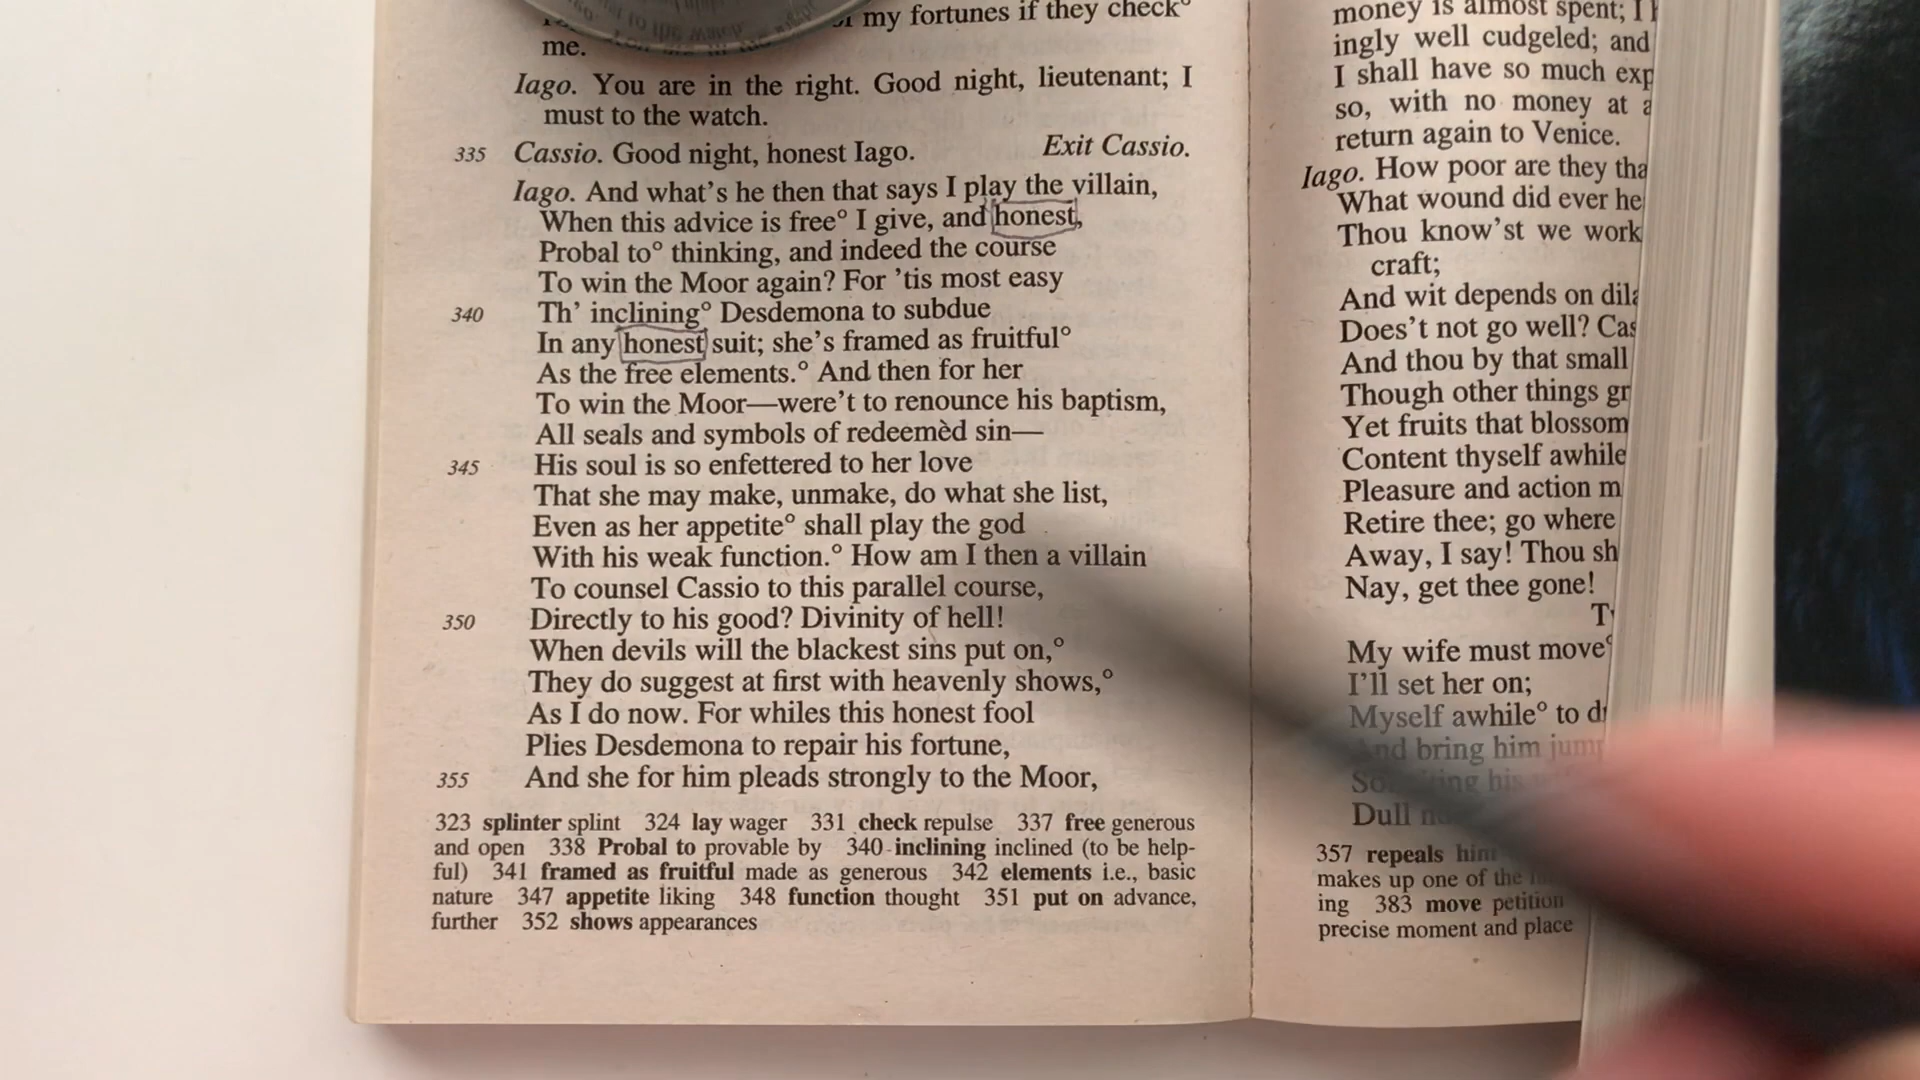 my fortunes if they check°
me.
Iago. You are in the right. Good night, lieutenant; I
must to the watch.
335 Cassio. Good night, honest Iago. Exit Cassio.
Iago. And what's he then that says I play the villain,
When this advice is free° I give, and honest,
Probal to° thinking, and indeed the course
To win the Moor again? For 'tis most easy
340 Th' inclining° Desdemona to subdue
In any honest suit; she's framed as fruitful°
As the free elements.° And then for her
To win the Moor—were't to renounce his baptism,
All seals and symbols of redeemèd sin—
345 His soul is so enfettered to her love
That she may make, unmake, do what she list,
Even as her appetite° shall play the god
With his weak function.° How am I then a villain
To counsel Cassio to this parallel course,
350 Directly to his good? Divinity of hell!
When devils will the blackest sins put on,°
They do suggest at first with heavenly shows,°
As I do now. For whiles this honest fool
Plies Desdemona to repair his fortune,
355 And she for him pleads strongly to the Moor,
323 splinter splint 324 lay wager 331 check repulse 337 free generous
and open 338 Probal to provable by 340 inclining inclined (to be help-
ful) 341 framed as fruitful made as generous 342 elements i.e., basic
nature 347 appetite liking 348 function thought 351 put on advance,
further 352 shows appearances
money is almost spent; I
ingly well cudgeled; and
I shall have so much
so, with no money at
return again to Venice.
Iago. How poor are they
What wound did ever
Thou know'st we work
craft;
And wit depends on
Does't not go well?
And thou by that small
Though other things
Yet fruits that blossom
Content thyself awhile
Pleasure and action
Retire thee; go where
Away, I say! Thou
Nay, get thee gone!
My wife must move°
I'll set her on;
Myself awhile° to
And bring him
his
Dull
357 repeals him
makes up one of the
ing 383 move petition
precise moment and place